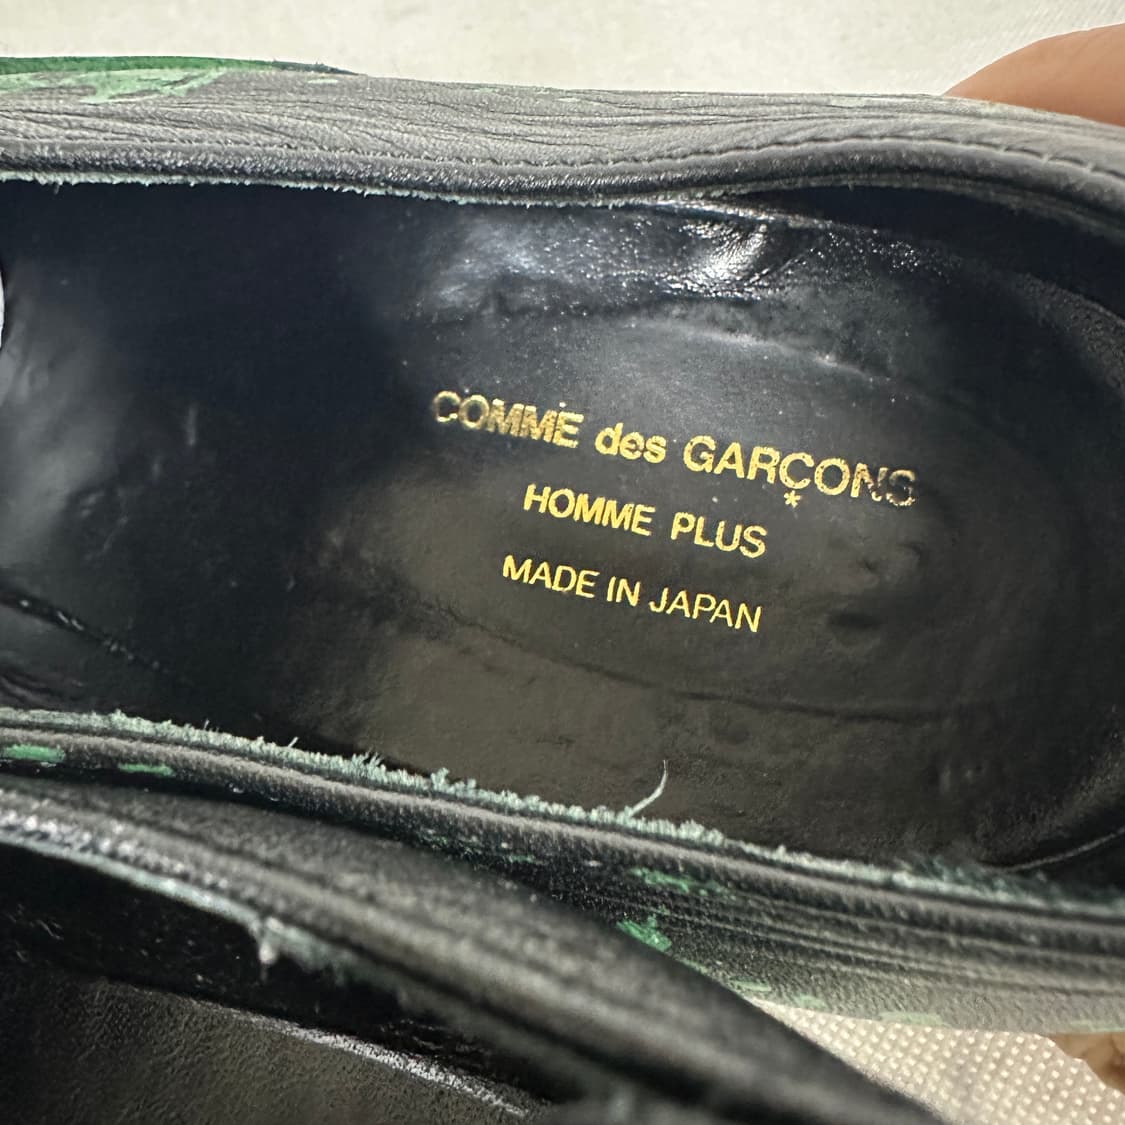 COMME des GARÇONS
*
HOMME PLUS
MADE IN JAPAN